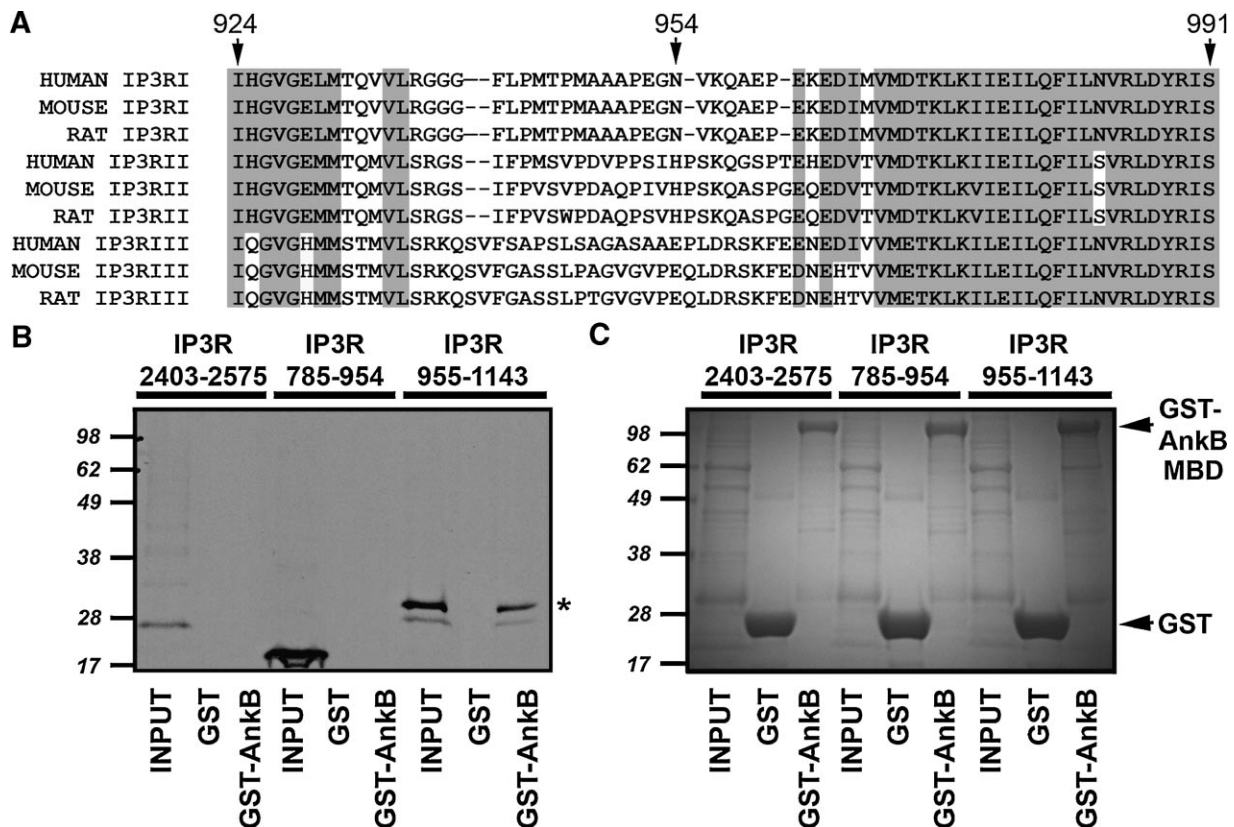 A
924 954 991
HUMAN IP3RI IHGVGELMTQVVLRGGG--FLPMTPMAAAPEGN-VKQAEP-EKEDIMVMDTKLKIIEILQFILNVRLDYRIS
MOUSE IP3RI IHGVGELMTQVVLRGGG--FLPMTPMAAAPEGN-VKQAEP-EKEDIMVMDTKLKIIEILQFILNVRLDYRIS
RAT IP3RI IHGVGELMTQVVLRGGG--FLPMTPMAAAPEGN-VKQAEP-EKEDIMVMDTKLKIIEILQFILNVRLDYRIS
HUMAN IP3RII IHGVGEMMTQMVLSRGS--IFPMSVPDVPPSIHPSKQGSPTEHEDVTVMDTKLKIIEILQFILSVRLDYRIS
MOUSE IP3RII IHGVGEMMTQMVLSRGS--IFPVSVPDAQPIVHPSKQASPGEQEDVTVMDTKLKVIEILQFILSVRLDYRIS
RAT IP3RII IHGVGEMMTQMVLSRGS--IFPVSWPDAQPSVHPSKQASPGEQEDVTVMDTKLKVIEILQFILSVRLDYRIS
HUMAN IP3RIII IQGVGHMMSTMVLSRKQSVFSAPSLSAGASAAEPLDRSKFEENEDIVVMETKLKILEILQFILNVRLDYRIS
MOUSE IP3RIII IQGVGHMMSTMVLSRKQSVFGASSLPAGVGVPEQLDRSKFEDNEHTVVMETKLKILEILQFILNVRLDYRIS
RAT IP3RIII IQGVGHMMSTMVLSRKQSVFGASSLPTGVGVPEQLDRSKFEDNEHTVVMETKLKILEILQFILNVRLDYRIS
B
IP3R IP3R IP3R
2403-2575 785-954 955-1143
98
62
49
38
28
17
*
INPUT
GST
GST-AnkB
INPUT
GST
GST-AnkB
INPUT
GST
GST-AnkB
C
IP3R IP3R IP3R
2403-2575 785-954 955-1143
98
62
49
38
28
17
GST-
AnkB
MBD
GST
INPUT
GST
GST-AnkB
INPUT
GST
GST-AnkB
INPUT
GST
GST-AnkB